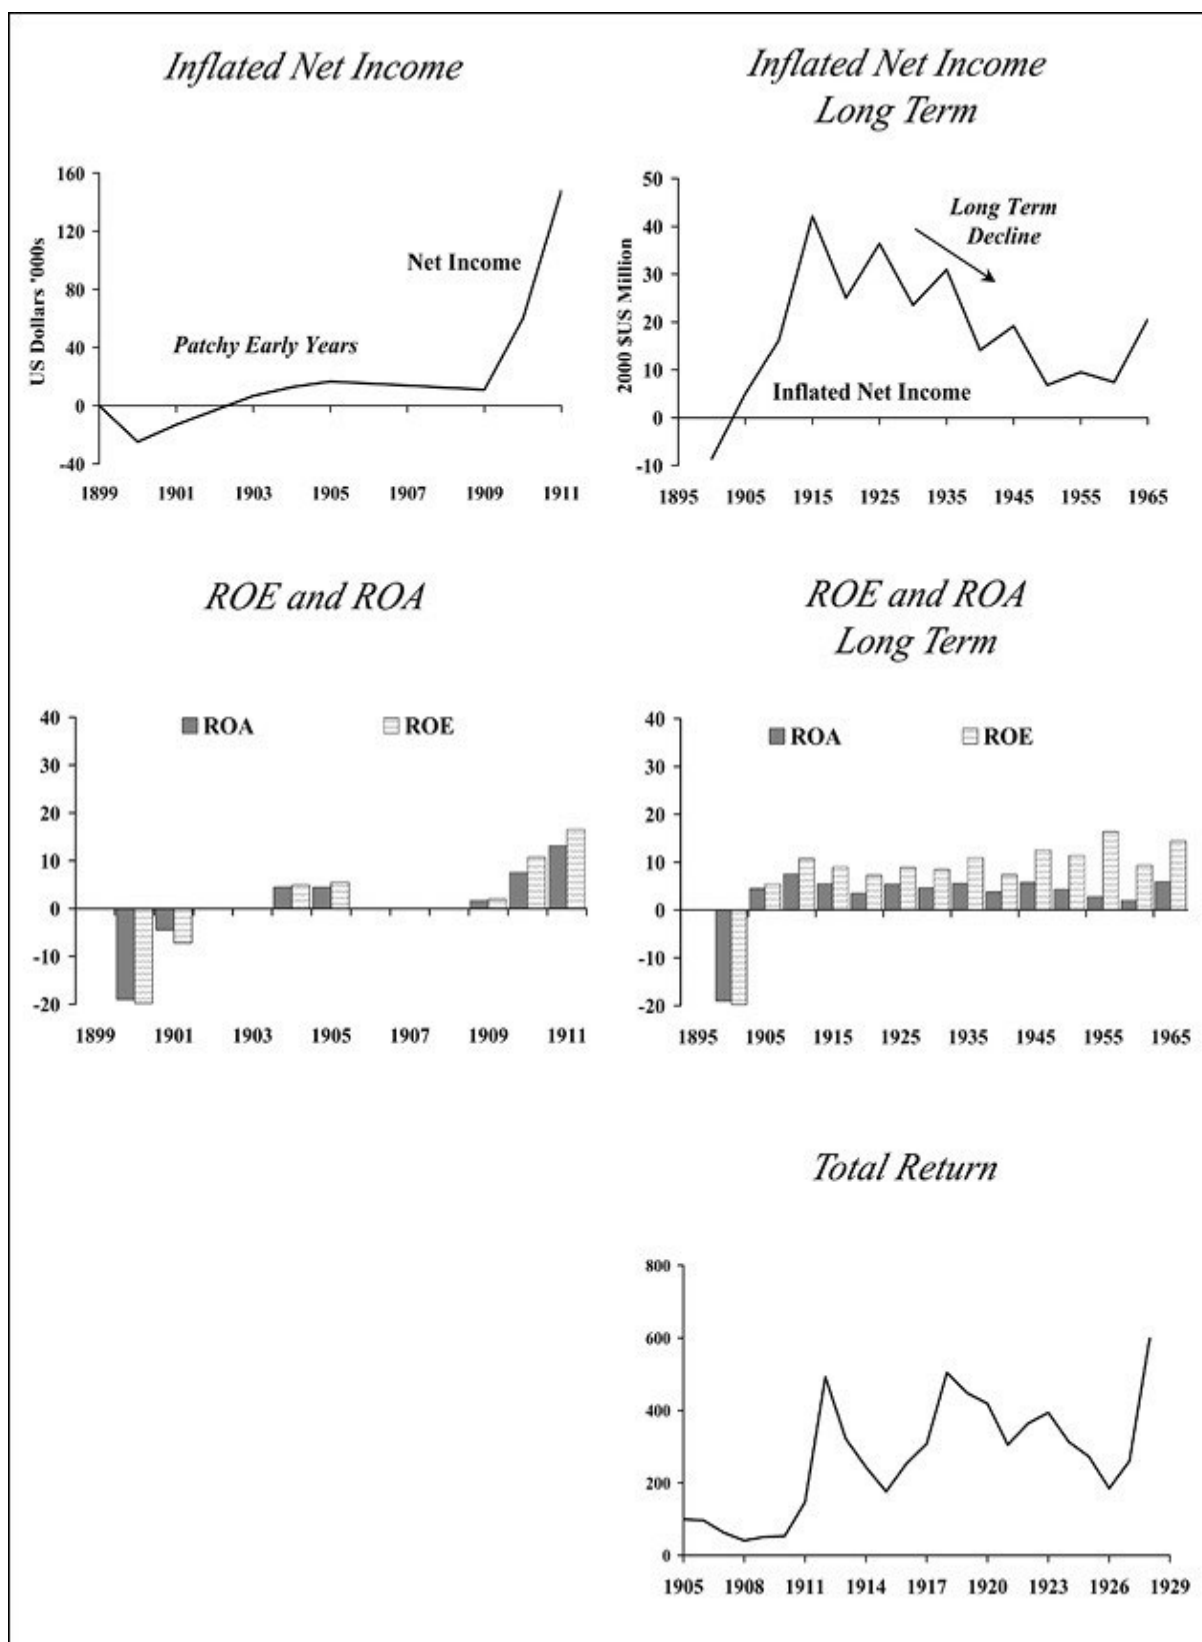 Inflated Net Income
160
120
80
40
0
-40
US Dollars '000s
Net Income
Patchy Early Years
1899 1901 1903 1905 1907 1909 1911
Inflated Net Income
Long Term
50
40
30
20
10
0
-10
2000 $US Million
Long Term
Decline
Inflated Net Income
1895 1905 1915 1925 1935 1945 1955 1965
ROE and ROA
40
30
20
10
0
-10
-20
ROA ROE
1899 1901 1903 1905 1907 1909 1911
ROE and ROA
Long Term
40
30
20
10
0
-10
-20
ROA ROE
1895 1905 1915 1925 1935 1945 1955 1965
Total Return
800
600
400
200
0
1905 1908 1911 1914 1917 1920 1923 1926 1929